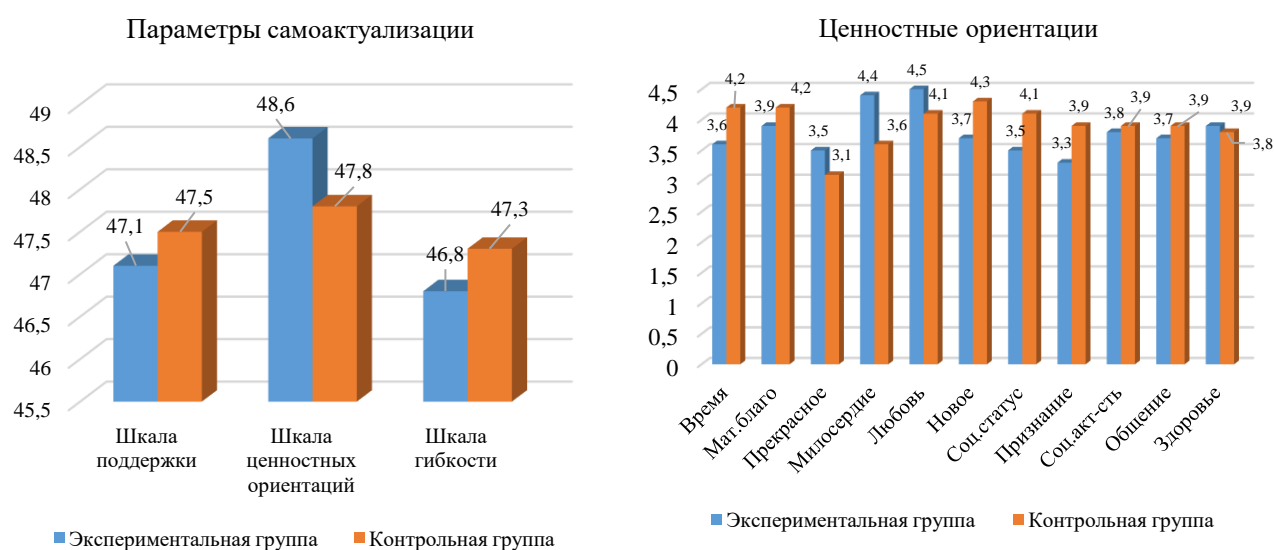 Параметры самоактуализации
49
48,5
48
47,5
47
46,5
46
45,5
47,1
47,5
48,6
47,8
46,8
47,3
Шкала
поддержки
Шкала
ценностных
ориентаций
Шкала
гибкости
Экспериментальная группа
Контрольная группа
Ценностные ориентации
4,5
4
3,5
3
2,5
2
1,5
1
0,5
0
3,6
4,2
3,9
4,2
3,5
3,1
4,4
3,6
4,5
4,1
3,7
4,3
3,5
4,1
3,3
3,9
3,8
3,9
3,7
3,9
3,9
3,8
Время
Мат.благо
Прекрасное
Милосердие
Любовь
Новое
Соц.статус
Признание
Соц.акт-сть
Общение
Здоровье
Экспериментальная группа
Контрольная группа